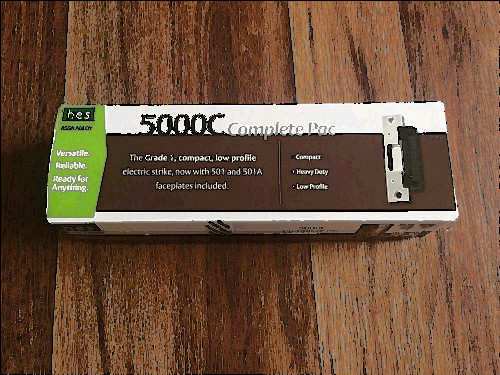 hes
ASSA ABLOY
5000C Complete Pac
Versatile.
Reliable.
Ready for
Anything.
The Grade 1, compact, low profile
electric strike, now with 501 and 501A
faceplates included.
· Compact
· Heavy Duty
· Low Profile